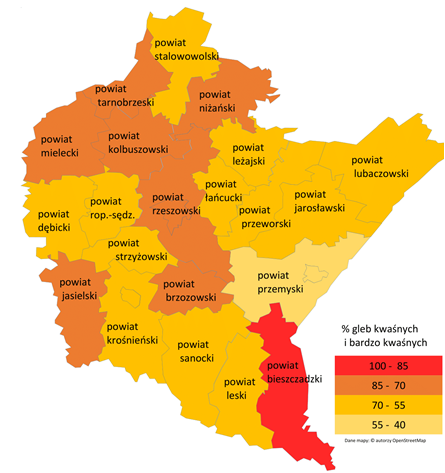 powiat
stalowowolski
powiat
tarnobrzeski
powiat
niżański
powiat
mielecki
powiat
kolbuszowski
powiat
leżajski
powiat
lubaczowski
powiat
dębicki
powiat
rop.-sędz.
powiat
rzeszowski
powiat
łańcucki
powiat
przeworski
powiat
jarosławski
powiat
strzyżowski
powiat
jasielski
powiat
brzozowski
powiat
przemyski
powiat
krośnieński
powiat
sanocki
powiat
leski
powiat
bieszczadzki
% gleb kwaśnych
i bardzo kwaśnych
100 - 85
85 - 70
70 - 55
55 - 40
Dane mapy: © autorzy OpenStreetMap